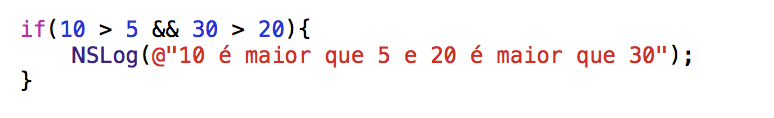 if(10 > 5 && 30 > 20){
    NSLog(@"10 é maior que 5 e 20 é maior que 30");
}